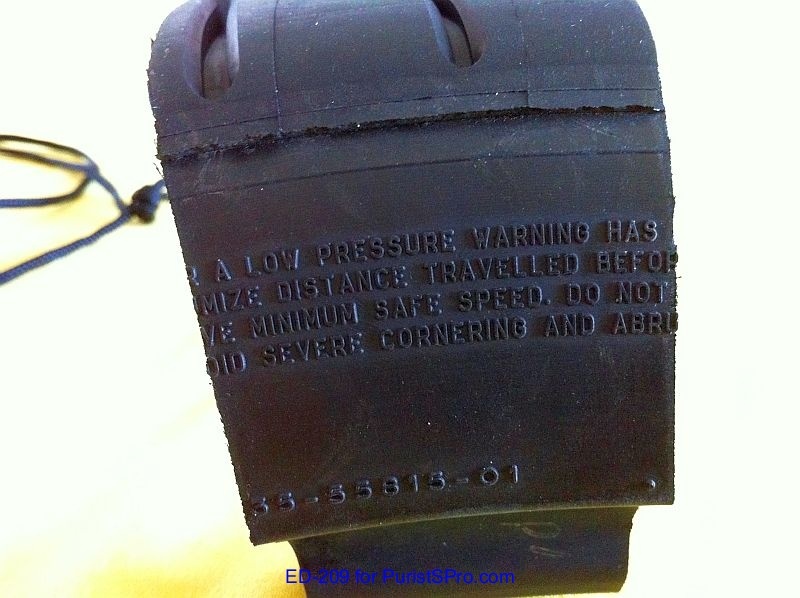 R A LOW PRESSURE WARNING HAS
MIZE DISTANCE TRAVELLED BEFOR
VE MINIMUM SAFE SPEED. DO NOT
OID SEVERE CORNERING AND ABRU
35-55815-01
ED-209 for PuristSPro.com